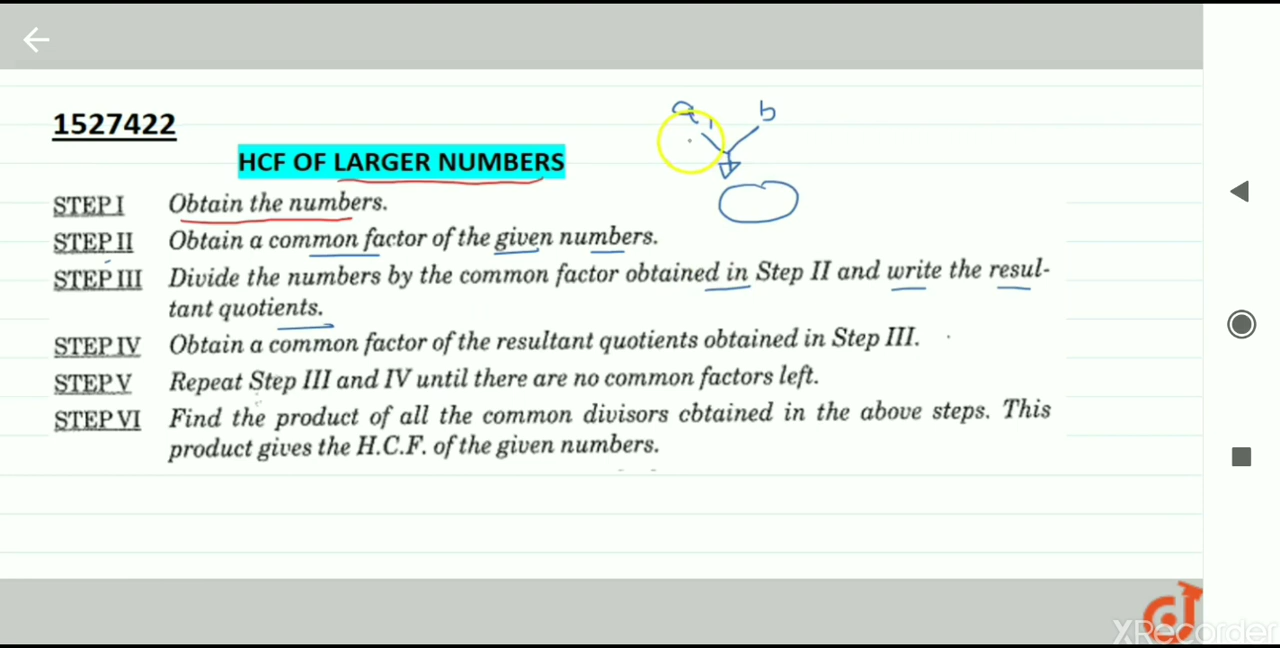 1527422
a b
HCF OF LARGER NUMBERS
STEP I Obtain the numbers.
STEP II Obtain a common factor of the given numbers.
STEP III Divide the numbers by the common factor obtained in Step II and write the resul-
tant quotients.
STEP IV Obtain a common factor of the resultant quotients obtained in Step III.
STEP V Repeat Step III and IV until there are no common factors left.
STEP VI Find the product of all the common divisors cbtained in the above steps. This
product gives the H.C.F. of the given numbers.
XRecorder